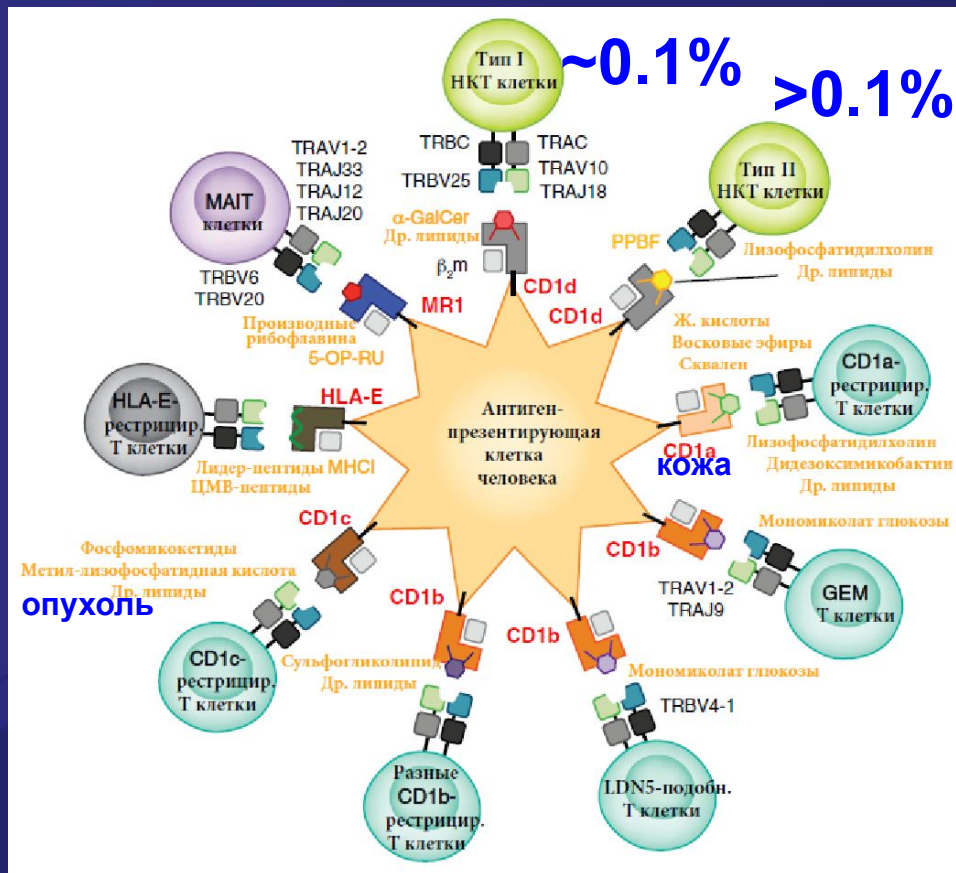 Тип I
НКТ клетки
~0.1%
>0.1%
TRBC
TRBV25
TRAC
TRAV10
TRAJ18
α-GalCer
Др. липиды
β2m
CD1d
Тип II
НКТ клетки
PPBF
Лизофосфатидилхолин
Др. липиды
CD1d
TRAV1-2
TRAJ33
TRAJ12
TRAJ20
MAIT
клетки
TRBV6
TRBV20
MR1
Производные
рибофлавина
5-OP-RU
Ж. кислоты
Восковые эфиры
Сквален
CD1a-
рестрицир.
Т клетки
CD1a
кожа
Лизофосфатидилхолин
Дидезоксимикобактин
Др. липиды
HLA-E-
рестрицир.
Т клетки
HLA-E
Лидер-пептиды MHCI
ЦМВ-пептиды
Антиген-
презентирующая
клетка
человека
Мономиколат глюкозы
CD1b
TRAV1-2
TRAJ9
GEM
Т клетки
CD1c
Фосфомикокетиды
Метил-лизофосфатидная кислота
Др. липиды
опухоль
CD1c-
рестрицир.
Т клетки
CD1b
Сульфогликолипид
Др. липиды
Разные
CD1b-
рестрицир.
Т клетки
CD1b
Мономиколат глюкозы
TRBV4-1
LDN5-подобн.
Т клетки